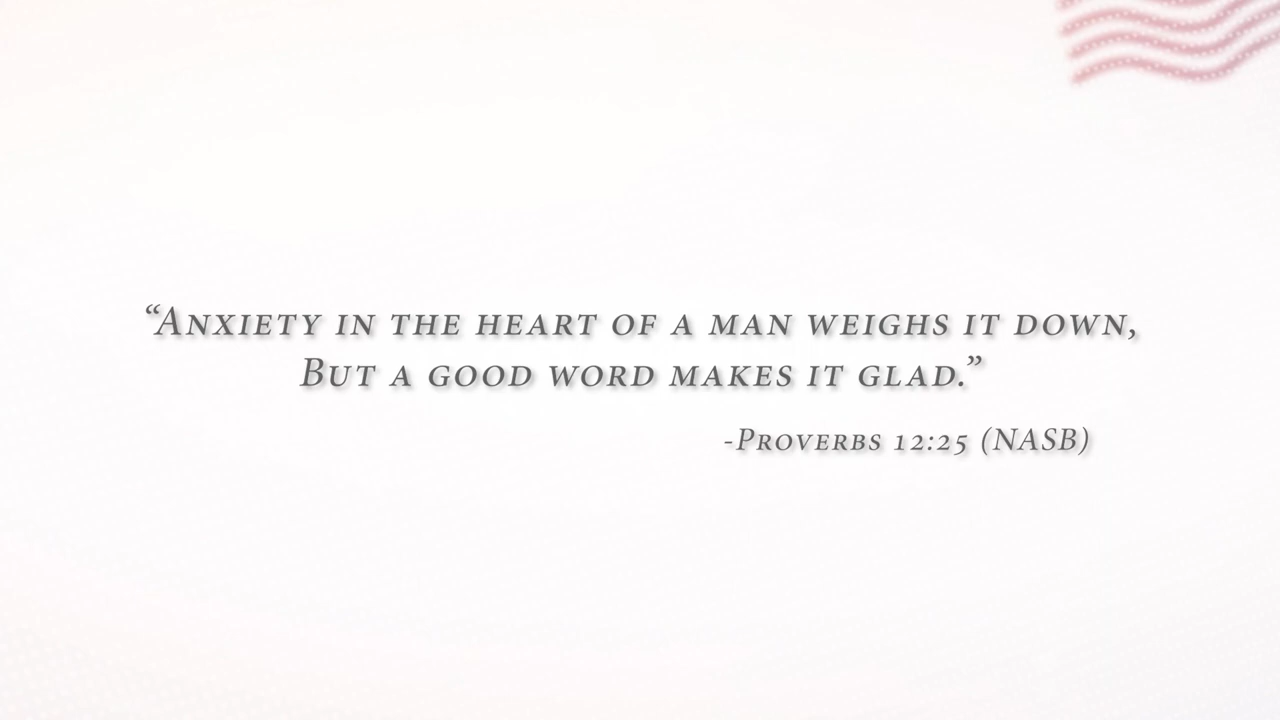 “Anxiety in the heart of a man weighs it down,
But a good word makes it glad.”
-Proverbs 12:25 (NASB)